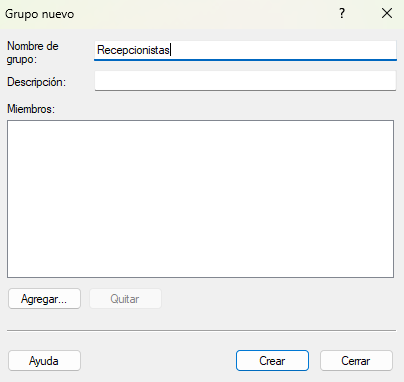 Grupo nuevo
?
Nombre de
grupo:
Recepcionistas
Descripción:
Miembros:
Agregar...
Quitar
Ayuda
Crear
Cerrar